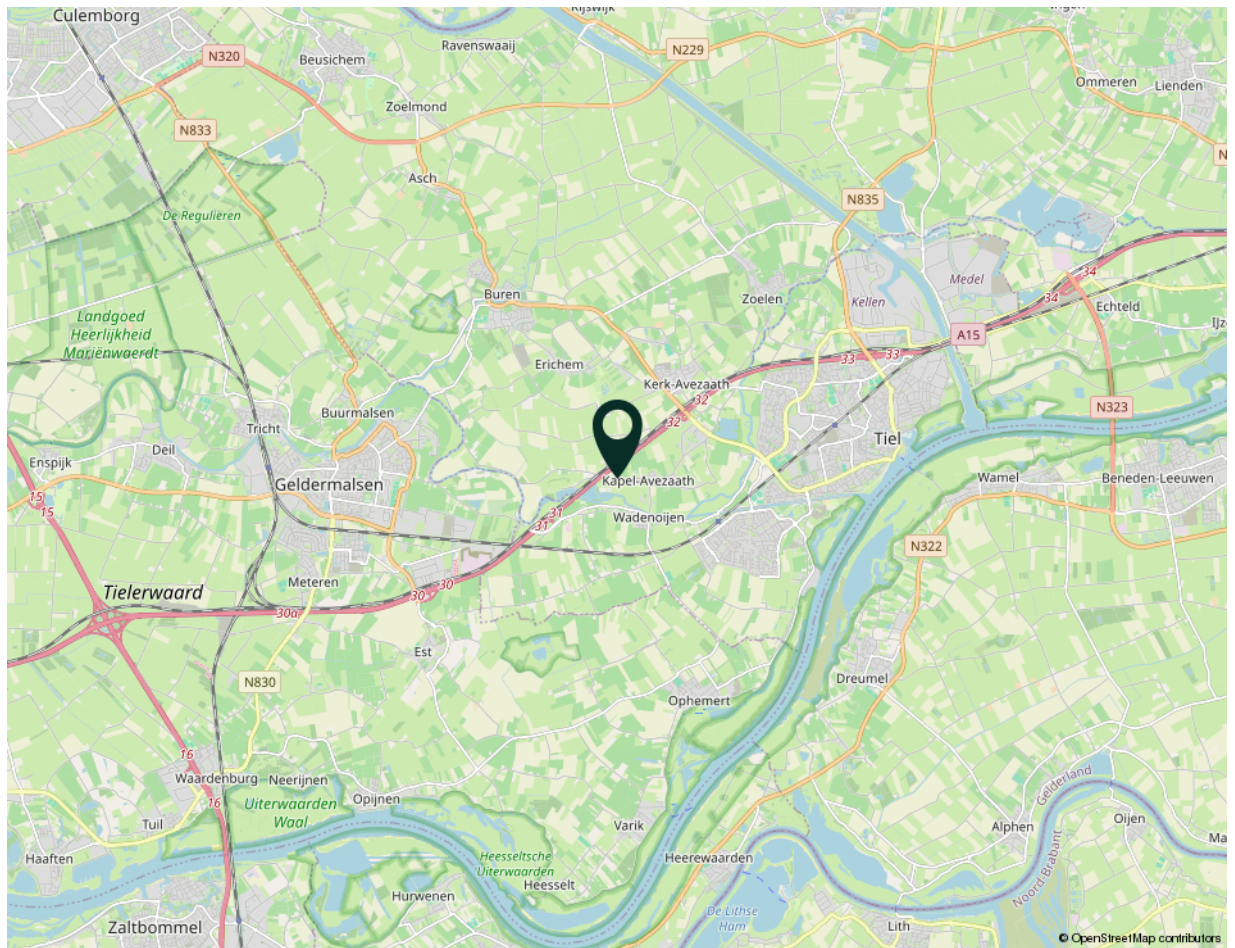 Culemborg
Rijswijk
Ravenswaaij
N229
N320
Beusichem
Ommeren
Lienden
Zoelmond
N833
Asch
De Regulieren
N835
Buren
Zoelen
Kellen
Medel
34
34
Echteld
Landgoed
Heerlijkheid
Mariënwaerdt
A15
33
33
Erichem
Kerk-Avezaath
32
32
N323
Buurmalsen
Tricht
Deil
Tiel
Enspijk
Geldermalsen
Kapel-Avezaath
Wamel
Beneden-Leeuwen
15
15
31
31
Wadenoijen
N322
Meteren
Tielerwaard
30
30
30a
Est
N830
Dreumel
Ophemert
16
Waardenburg
Neerijnen
16
Opijnen
Uiterwaarden
Waal
Gelderland
Tuil
Varik
Alphen
Oijen
Haaften
Heesseltsche
Uiterwaarden
Heerewaarden
Noord-Brabant
Heesselt
Hurwenen
De Lithse
Ham
Zaltbommel
Lith
© OpenStreetMap contributors